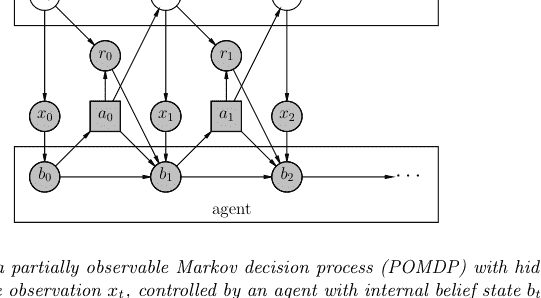 r₀ r₁
x₀ a₀ x₁ a₁ x₂
b₀ b₁ b₂ ...
agent
partially observable Markov decision process (POMDP) with hid
observation xₜ, controlled by an agent with internal belief state bₜ